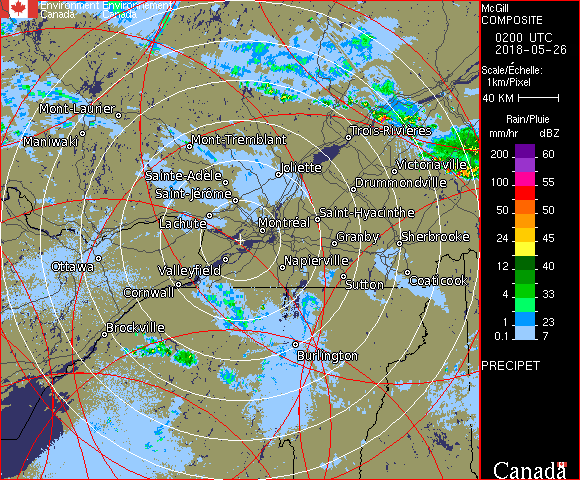 Environment Environnement
Canada Canada
McGill
COMPOSITE
0200 UTC
2018-05-26
Scale/Échelle:
1km/Pixel
40 KM
Rain/Pluie
mm/hr dBZ
200 60
100 55
50 50
24 45
12 40
4 33
1 23
0.1 7
PRECIPET
Canada
Mont-Laurier
Maniwaki
Mont-Tremblant
Trois-Rivières
Sainte-Adèle
Joliette
Victoriaville
Saint-Jérôme
Drummondville
Lachute
Montréal
Saint-Hyacinthe
Granby
Sherbrooke
Ottawa
Valleyfield
Napierville
Cornwall
Sutton
Coaticook
Brockville
Burlington